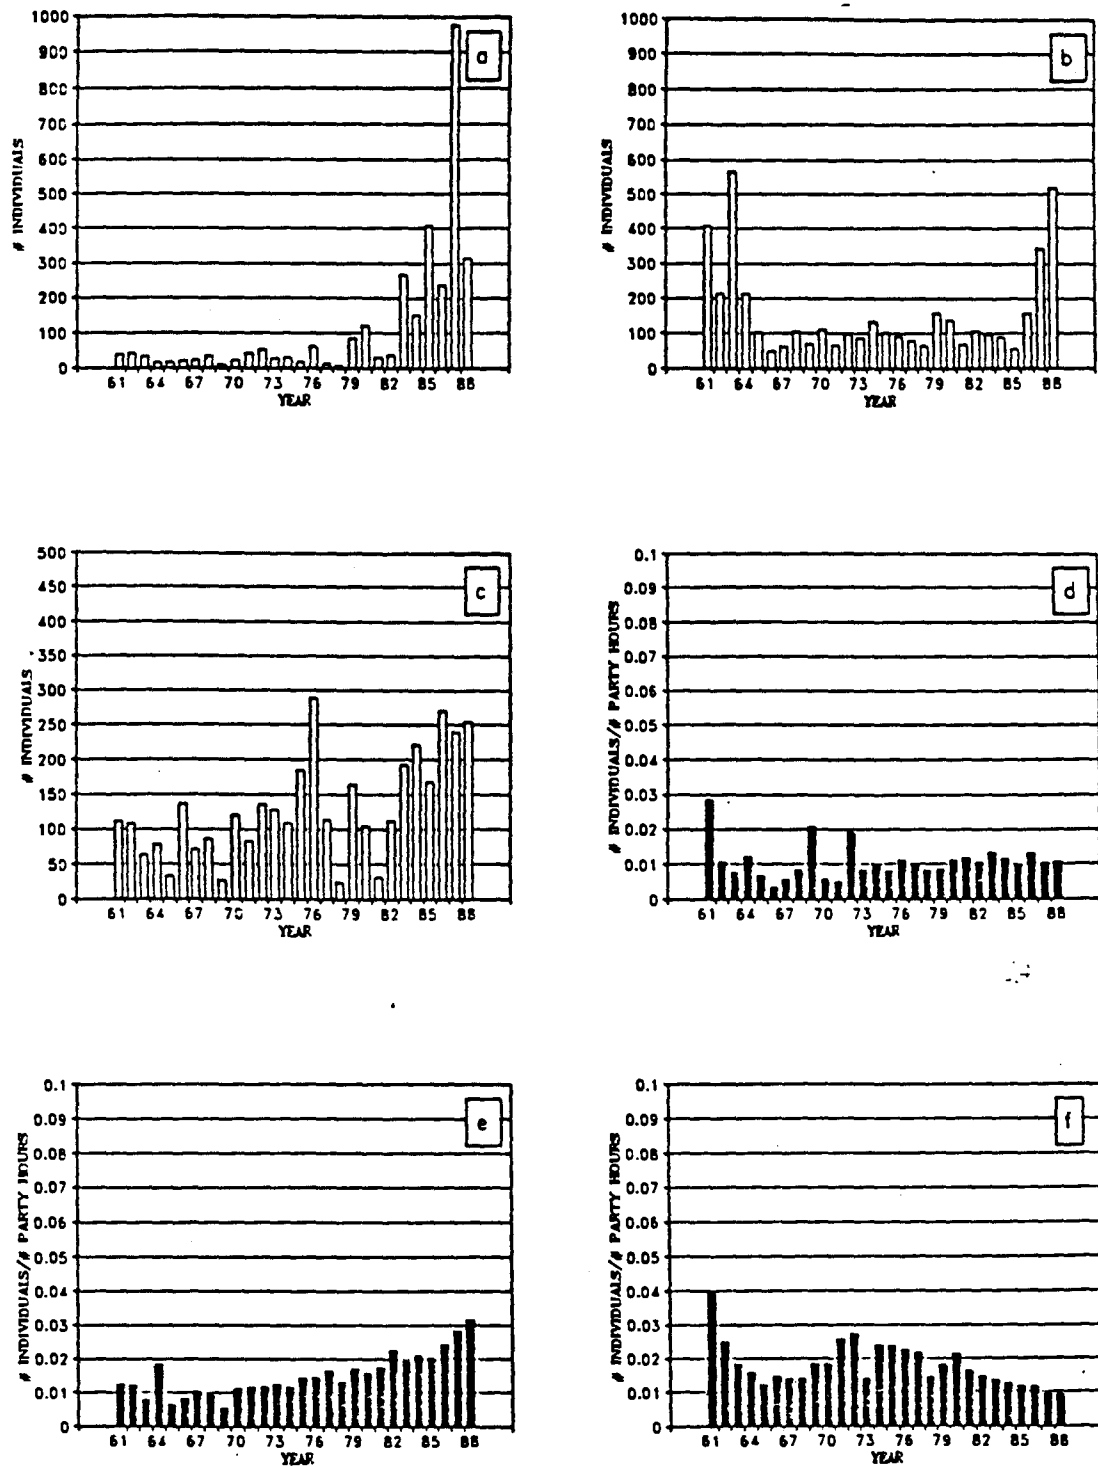 a
# INDIVIDUALS
1000
900
800
700
600
500
400
300
200
100
0
61 64 67 70 73 76 79 82 85 88
YEAR
b
# INDIVIDUALS
1000
900
800
700
600
500
400
300
200
100
0
61 64 67 70 73 76 79 82 85 88
YEAR
c
# INDIVIDUALS
500
450
400
350
300
250
200
150
100
50
0
61 64 67 70 73 76 79 82 85 88
YEAR
d
# INDIVIDUALS/# PARTY HOURS
0.1
0.09
0.08
0.07
0.06
0.05
0.04
0.03
0.02
0.01
0
61 64 67 70 73 76 79 82 85 88
YEAR
e
# INDIVIDUALS/# PARTY HOURS
0.1
0.09
0.08
0.07
0.06
0.05
0.04
0.03
0.02
0.01
0
61 64 67 70 73 76 79 82 85 88
YEAR
f
# INDIVIDUALS/# PARTY HOURS
0.1
0.09
0.08
0.07
0.06
0.05
0.04
0.03
0.02
0.01
0
61 64 67 70 73 76 79 82 85 88
YEAR